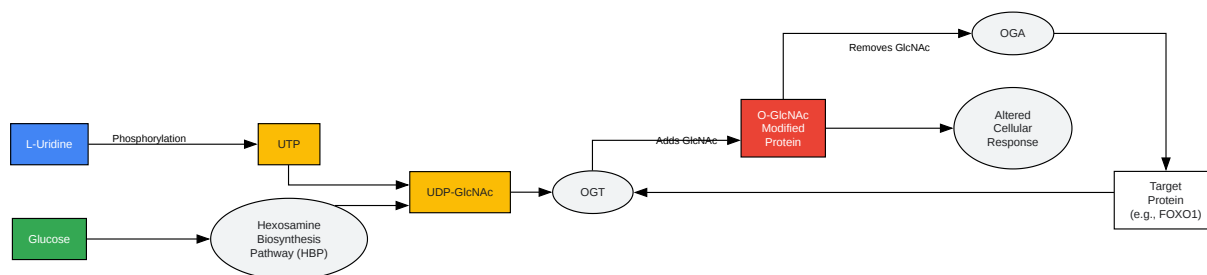 L-Uridine
Phosphorylation
UTP
Glucose
Hexosamine
Biosynthesis
Pathway (HBP)
UDP-GlcNAc
OGT
Adds GlcNAc
O-GlcNAc
Modified
Protein
Removes GlcNAc
OGA
Altered
Cellular
Response
Target
Protein
(e.g., FOXO1)